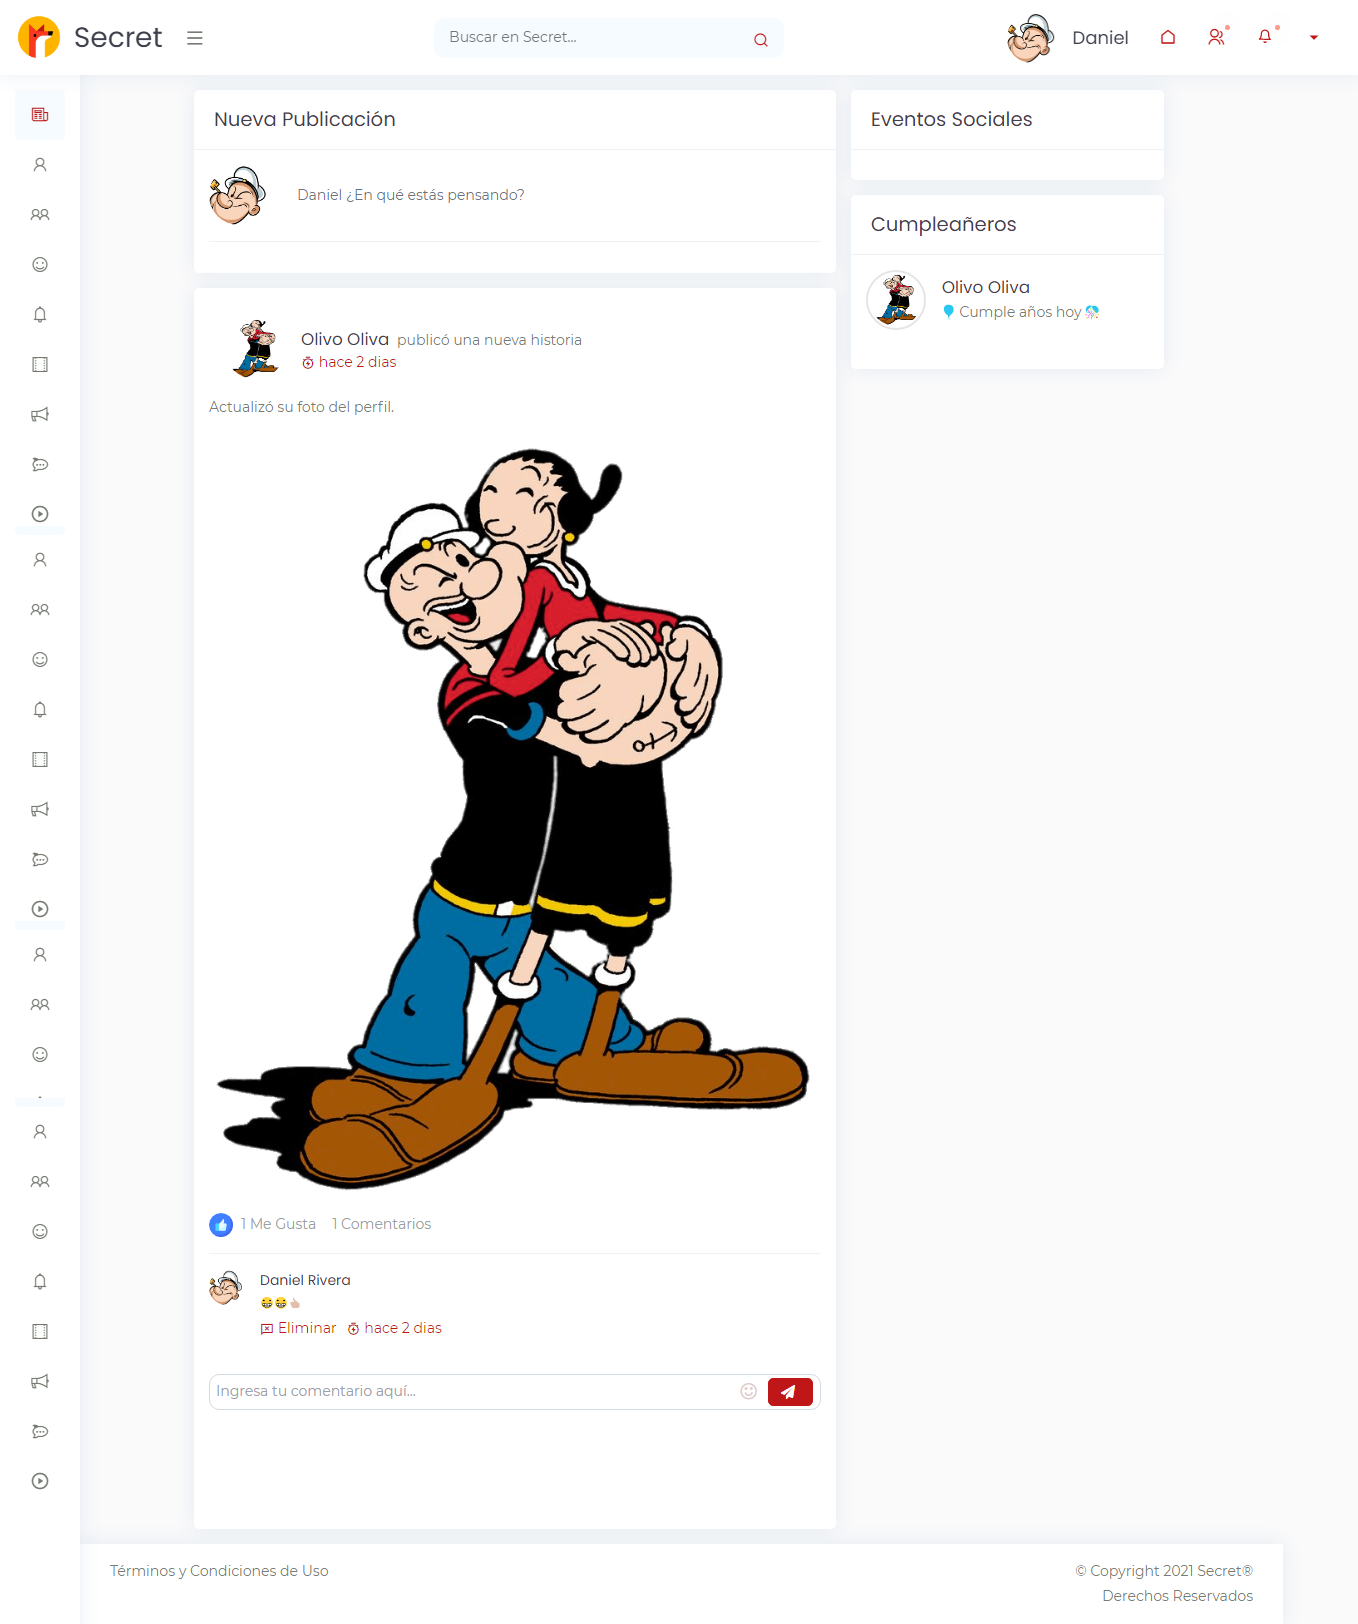 Secret
Buscar en Secret...
Daniel
Nueva Publicación
Daniel ¿En qué estás pensando?
Olivo Oliva publicó una nueva historia
hace 2 dias
Actualizó su foto del perfil.
1 Me Gusta 1 Comentarios
Daniel Rivera
😂😂👍🏻
Eliminar hace 2 dias
Ingresa tu comentario aquí...
Eventos Sociales
Cumpleañeros
Olivo Oliva
Cumple años hoy
Términos y Condiciones de Uso
© Copyright 2021 Secret®
Derechos Reservados